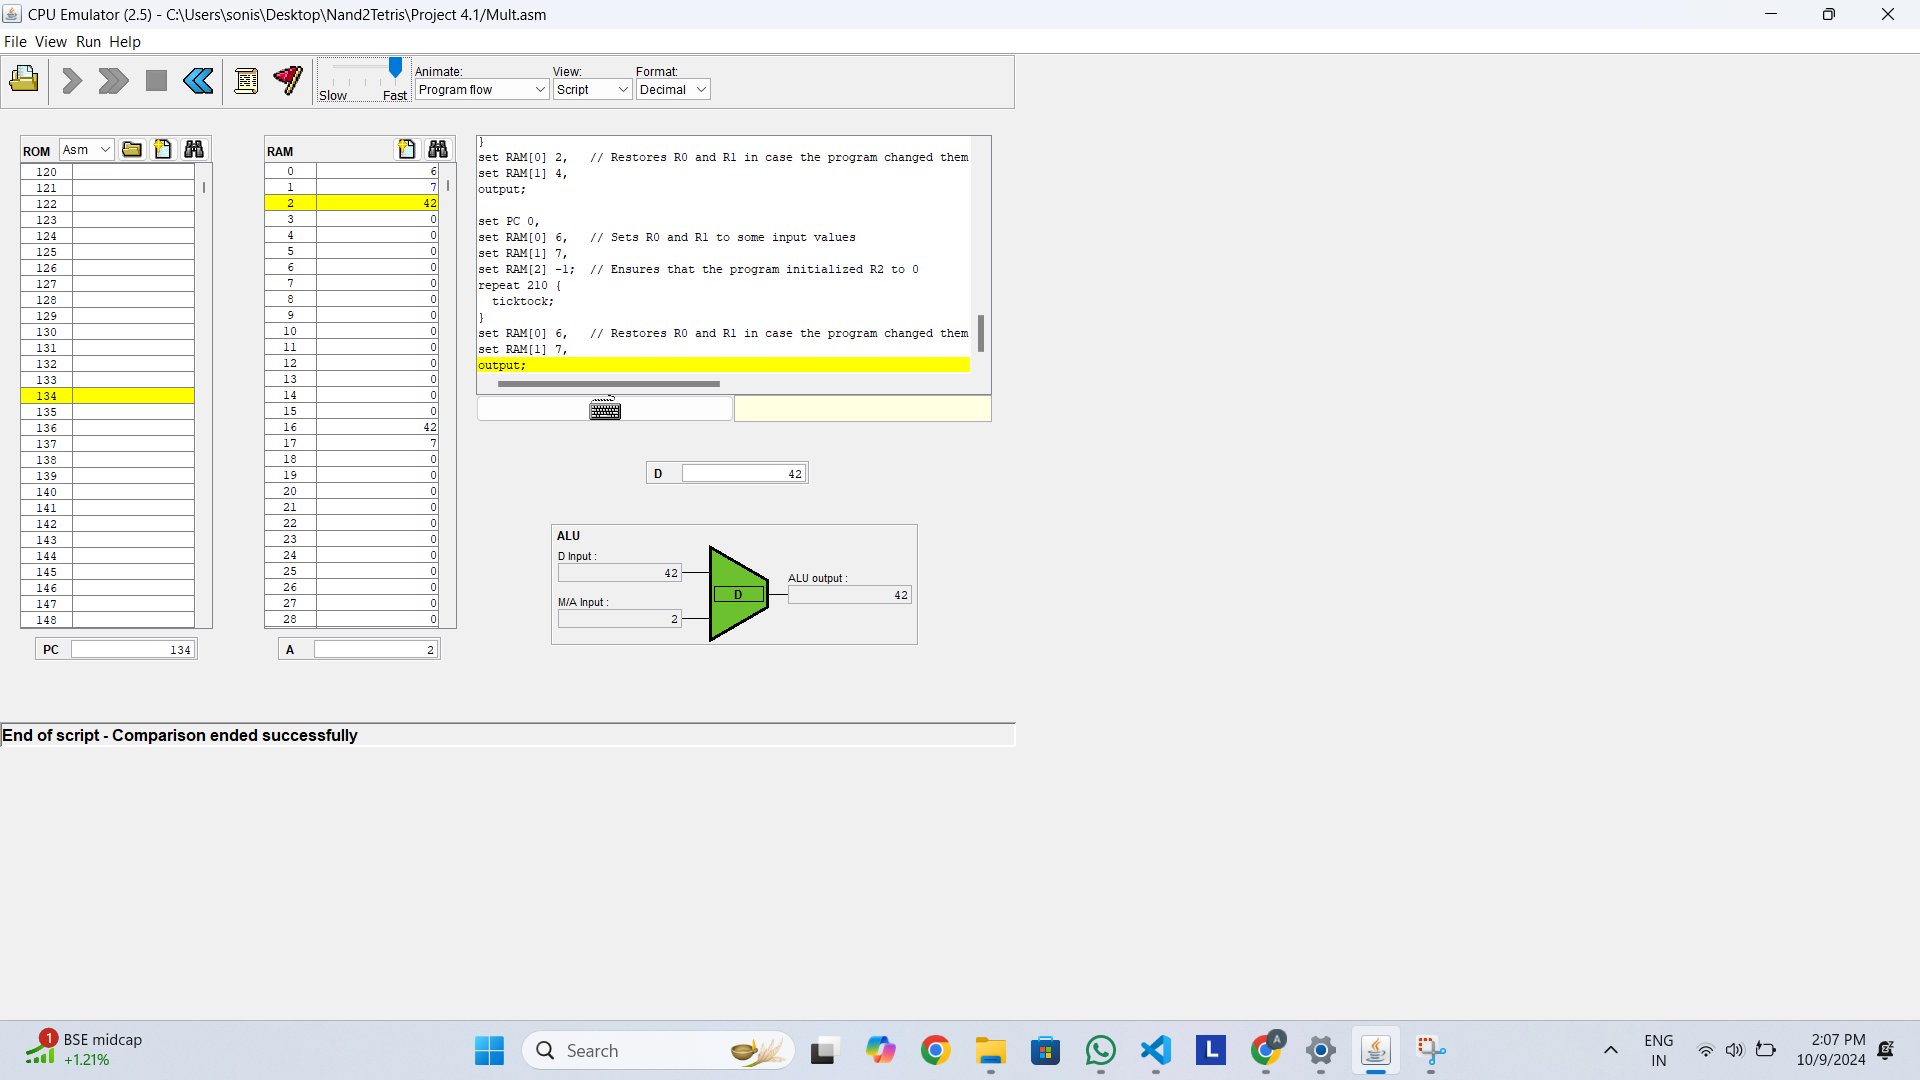 CPU Emulator (2.5) - C:\Users\sonis\Desktop\Nand2Tetris\Project 4.1/Mult.asm
File View Run Help
Slow Fast
Animate:
Program flow
View:
Script
Format:
Decimal
ROM Asm
120
121
122
123
124
125
126
127
128
129
130
131
132
133
134
135
136
137
138
139
140
141
142
143
144
145
146
147
148
PC 134
RAM
0 6
1 7
2 42
3 0
4 0
5 0
6 0
7 0
8 0
9 0
10 0
11 0
12 0
13 0
14 0
15 0
16 42
17 7
18 0
19 0
20 0
21 0
22 0
23 0
24 0
25 0
26 0
27 0
28 0
A 2
}
set RAM[0] 2, // Restores R0 and R1 in case the program changed them
set RAM[1] 4,
output;
set PC 0,
set RAM[0] 6, // Sets R0 and R1 to some input values
set RAM[1] 7,
set RAM[2] -1; // Ensures that the program initialized R2 to 0
repeat 210 {
ticktock;
}
set RAM[0] 6, // Restores R0 and R1 in case the program changed them
set RAM[1] 7,
output;
D 42
ALU
D Input :
42
M/A Input :
2
D
ALU output :
42
End of script - Comparison ended successfully
1
BSE midcap
+1.21%
Search
L
A
ENG
IN
2:07 PM
10/9/2024